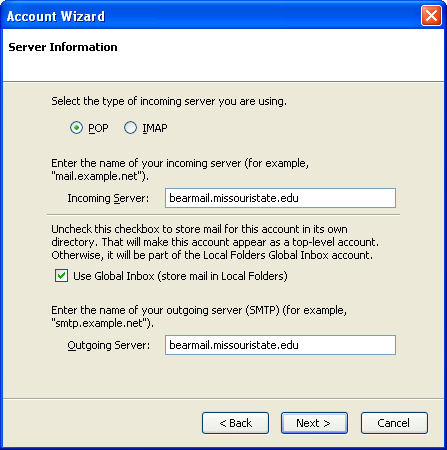 Account Wizard
Server Information
Select the type of incoming server you are using.
POP IMAP
Enter the name of your incoming server (for example,
"mail.example.net").
Incoming Server: bearmail.missouristate.edu
Uncheck this checkbox to store mail for this account in its own
directory. That will make this account appear as a top-level account.
Otherwise, it will be part of the Local Folders Global Inbox account.
Use Global Inbox (store mail in Local Folders)
Enter the name of your outgoing server (SMTP) (for example,
"smtp.example.net").
Outgoing Server: bearmail.missouristate.edu
< Back Next > Cancel